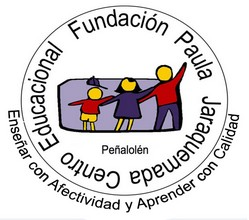 Centro Educacional Fundación Paula Jaraquemada
Peñalolén
Enseñar con Afectividad y Aprender con Calidad